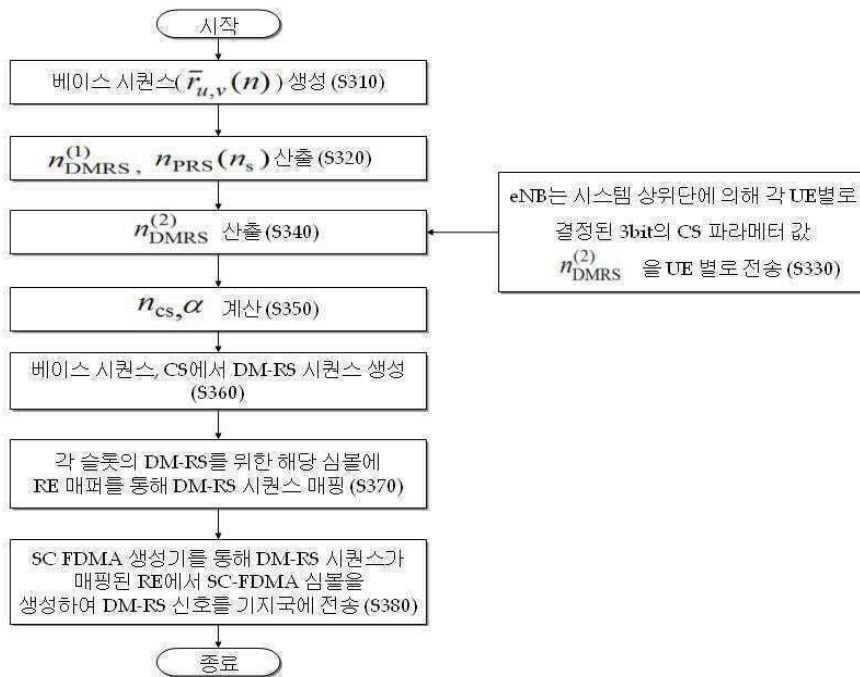 시작
베이스 시퀀스( r̄u,v(n) ) 생성 (S310)
n(1)DMRS, nPRS(ns) 산출 (S320)
n(2)DMRS 산출 (S340)
eNB는 시스템 상위단에 의해 각 UE별로
결정된 3bit의 CS 파라메터 값
n(2)DMRS 을 UE 별로 전송 (S330)
ncs,α 계산 (S350)
베이스 시퀀스, CS에서 DM-RS 시퀀스 생성
(S360)
각 슬롯의 DM-RS를 위한 해당 심볼에
RE 매퍼를 통해 DM-RS 시퀀스 매핑 (S370)
SC FDMA 생성기를 통해 DM-RS 시퀀스가
매핑된 RE에서 SC-FDMA 심볼을
생성하여 DM-RS 신호를 기지국에 전송 (S380)
종료